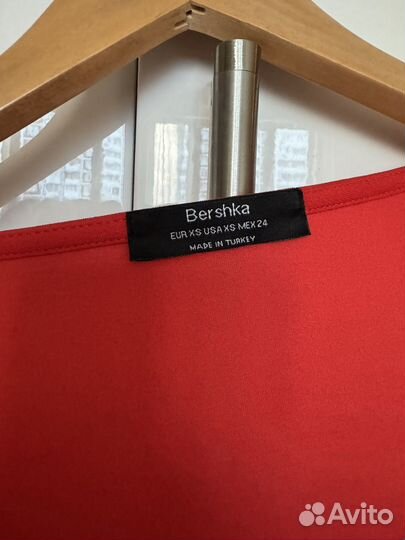 Bershka
EUR XS USA XS MEX 24
MADE IN TURKEY
Avito